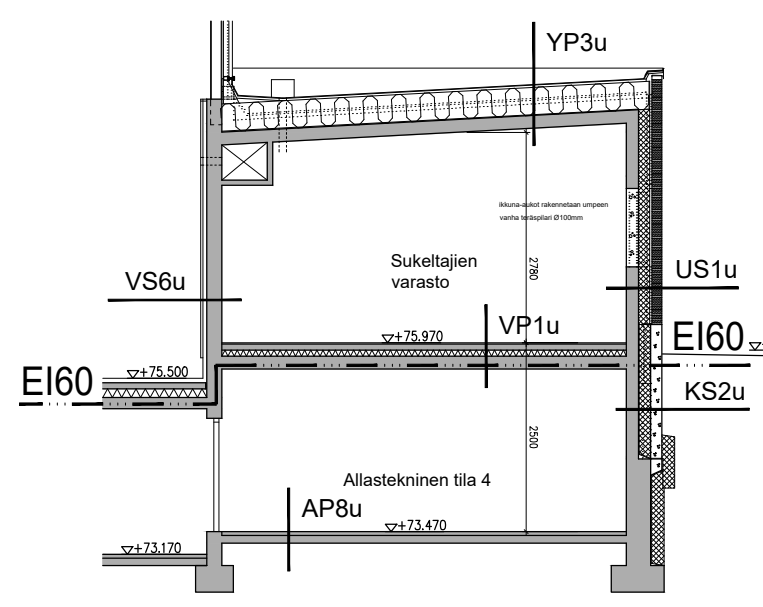 YP3u
ikkuna-aukot rakennetaan umpeen
vanha teräspilari Ø100mm
Sukeltajien
varasto
2780
VS6u
US1u
+75.970
VP1u
EI60
+75.500
EI60
KS2u
2500
Allastekninen tila 4
AP8u
+73.470
+73.170